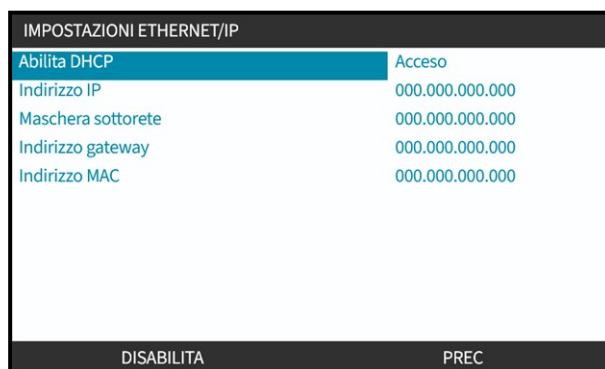 IMPOSTAZIONI ETHERNET/IP
Abilita DHCP Acceso
Indirizzo IP 000.000.000.000
Maschera sottorete 000.000.000.000
Indirizzo gateway 000.000.000.000
Indirizzo MAC 000.000.000.000
DISABILITA PREC